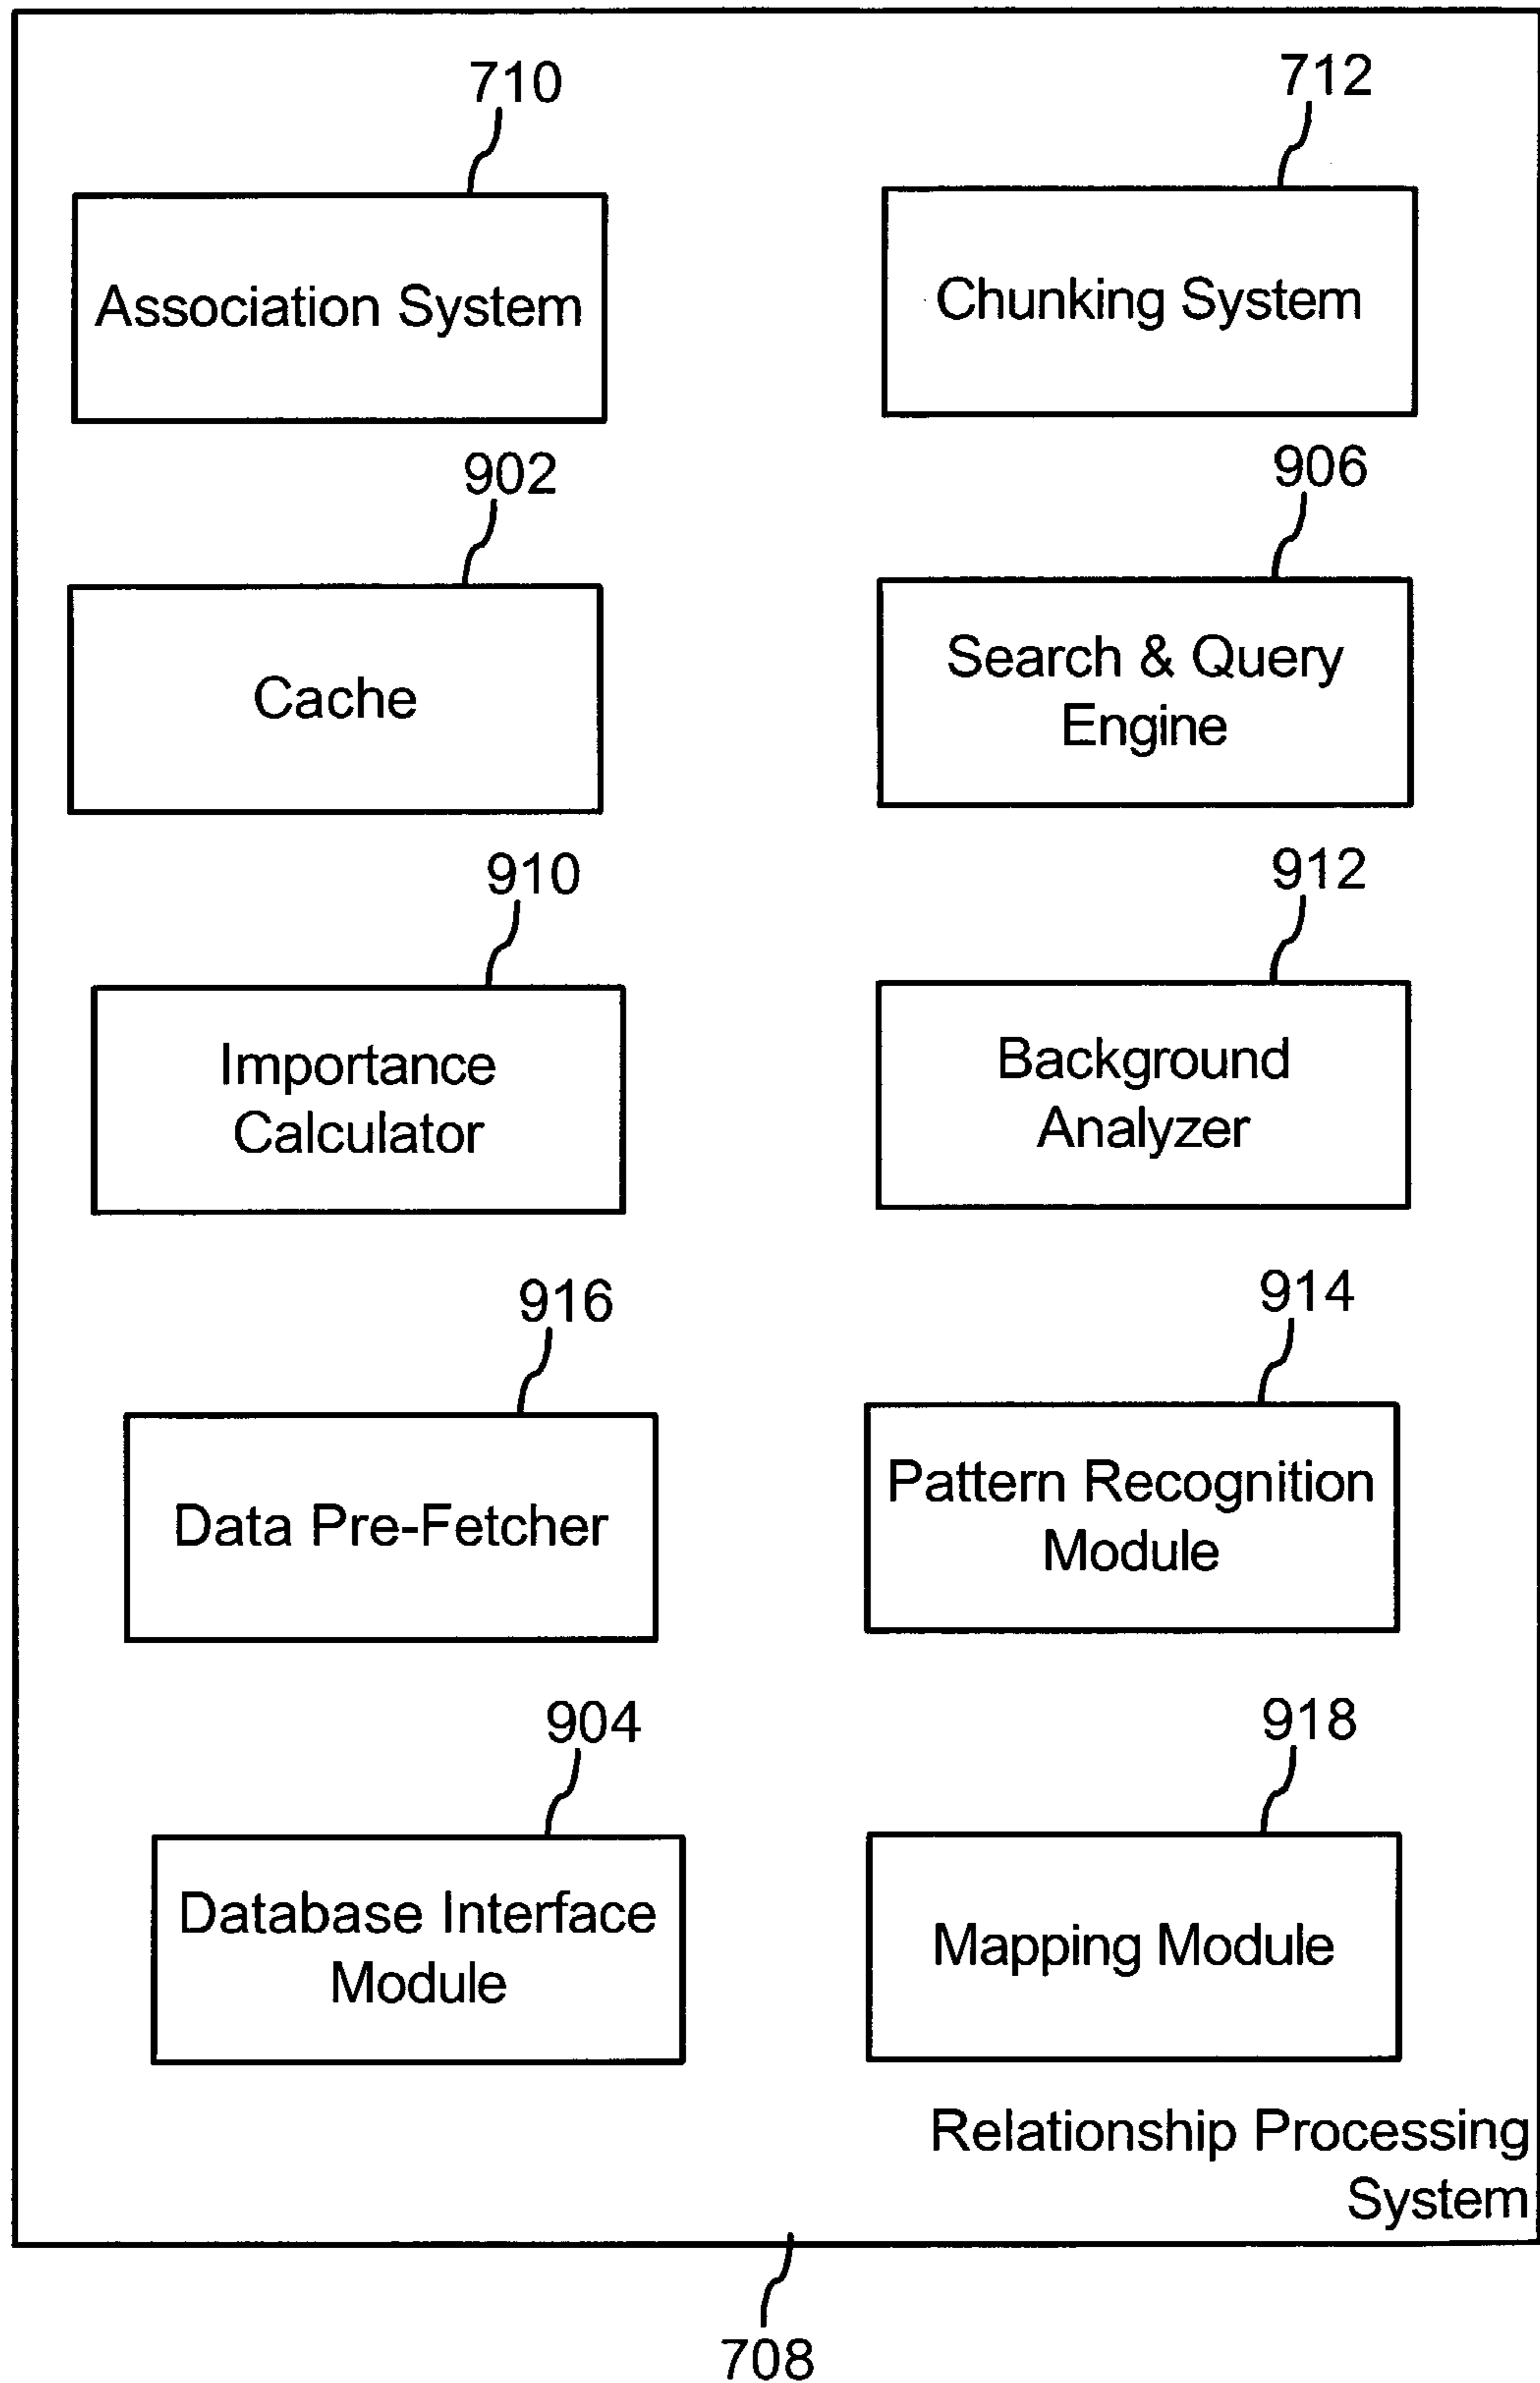 710
712
Association System
Chunking System
902
906
Cache
Search & Query
Engine
910
912
Importance
Calculator
Background
Analyzer
916
914
Data Pre-Fetcher
Pattern Recognition
Module
904
918
Database Interface
Module
Mapping Module
Relationship Processing
System
708